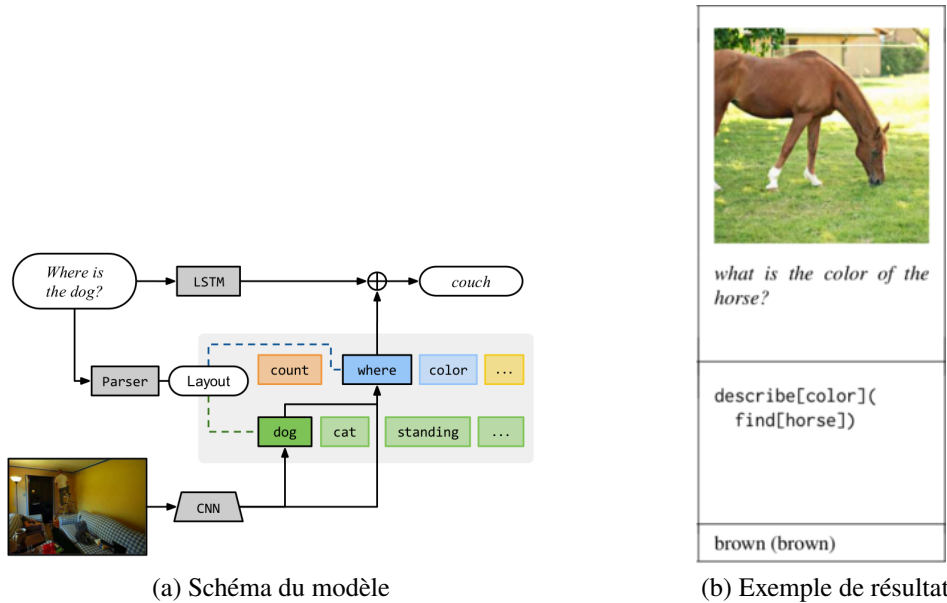 Where is
the dog?
LSTM
couch
Parser
Layout
count
where
color
...
dog
cat
standing
...
CNN
(a) Schéma du modèle
what is the color of the
horse?
describe[color](
find[horse])
brown (brown)
(b) Exemple de résultat